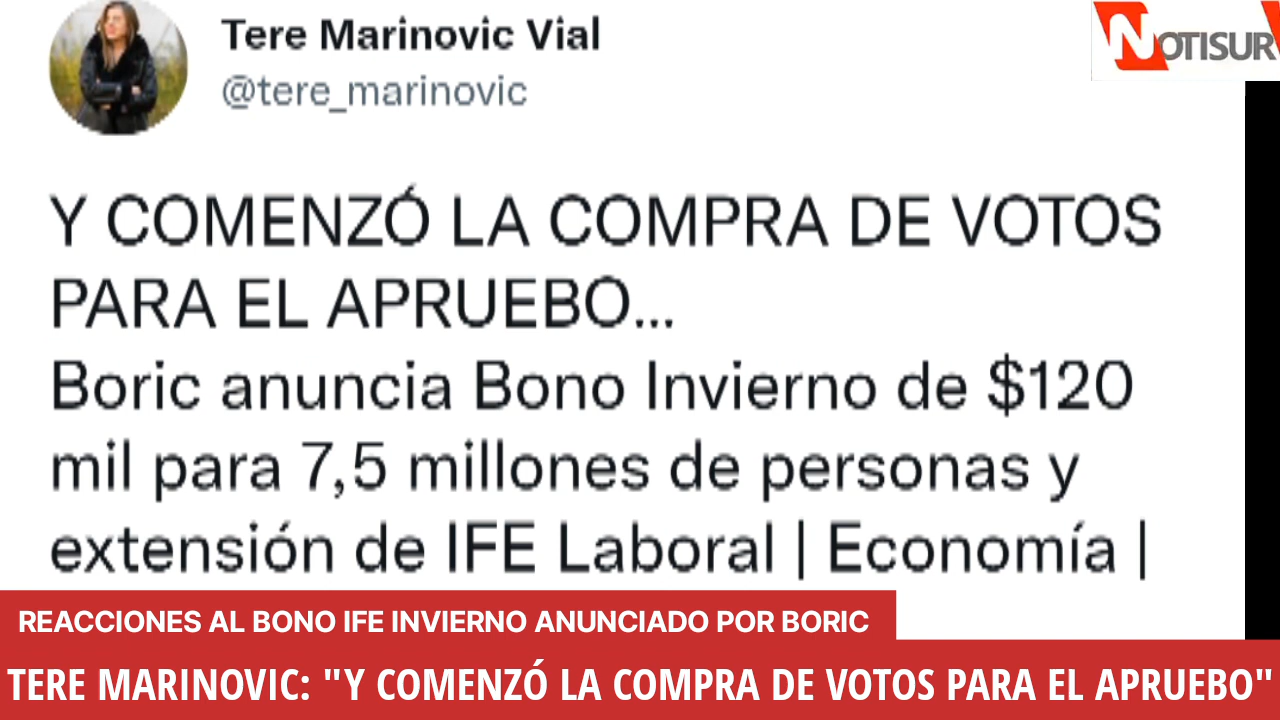 Tere Marinovic Vial
@tere_marinovic
NOTISUR
Y COMENZÓ LA COMPRA DE VOTOS
PARA EL APRUEBO...
Boric anuncia Bono Invierno de $120
mil para 7,5 millones de personas y
extensión de IFE Laboral | Economía |
REACCIONES AL BONO IFE INVIERNO ANUNCIADO POR BORIC
TERE MARINOVIC: "Y COMENZÓ LA COMPRA DE VOTOS PARA EL APRUEBO"